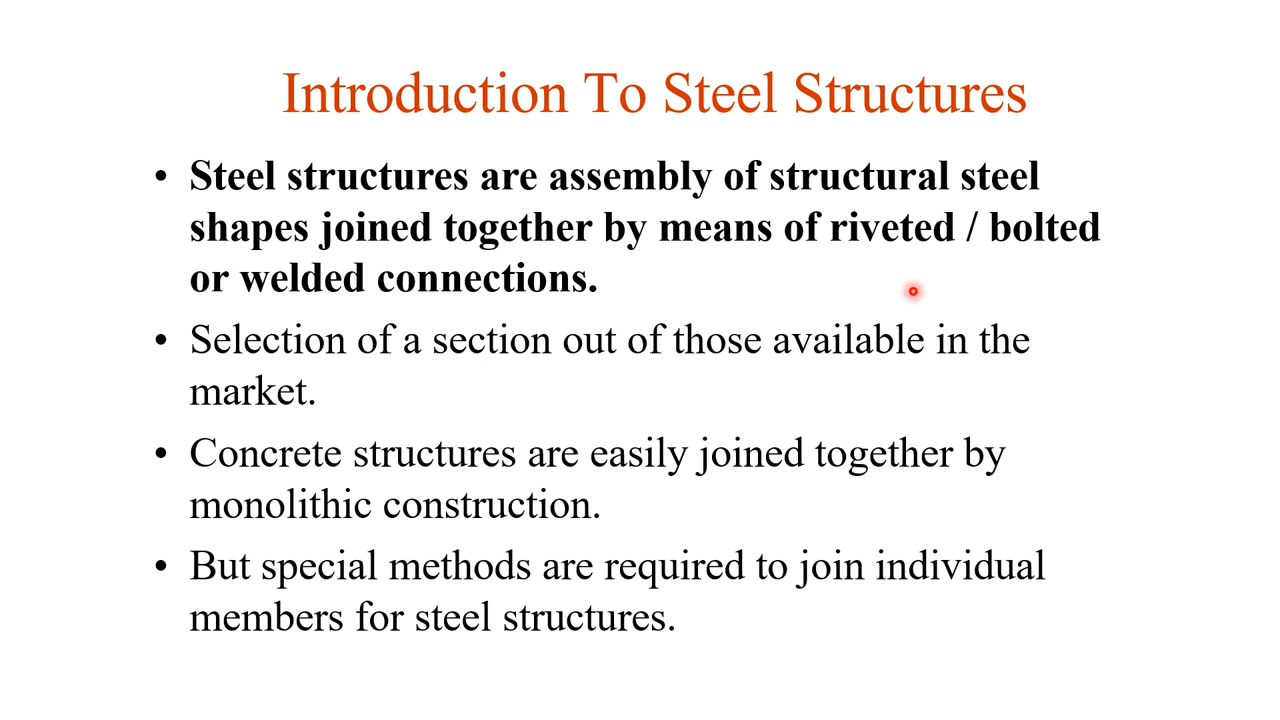 Introduction To Steel Structures
• Steel structures are assembly of structural steel
shapes joined together by means of riveted / bolted
or welded connections.
• Selection of a section out of those available in the
market.
• Concrete structures are easily joined together by
monolithic construction.
• But special methods are required to join individual
members for steel structures.